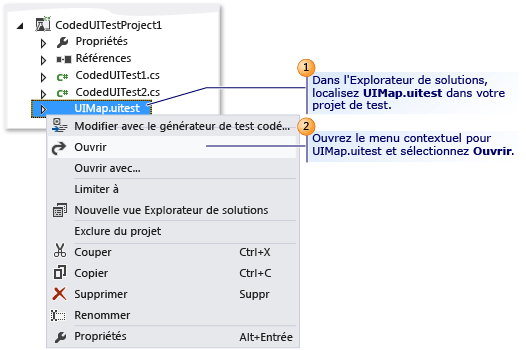 CodedUITestProject1
Propriétés
Références
C# CodedUITest1.cs
C# CodedUITest2.cs
UIMap.uitest
1
Dans l'Explorateur de solutions,
localisez UIMap.uitest dans votre
projet de test.
Modifier avec le générateur de test codé...
2
Ouvrir
Ouvrez le menu contextuel pour
UIMap.uitest et sélectionnez Ouvrir.
Ouvrir avec...
Limiter à
Nouvelle vue Explorateur de solutions
Exclure du projet
Couper Ctrl+X
Copier Ctrl+C
Supprimer Suppr
Renommer
Propriétés Alt+Entrée